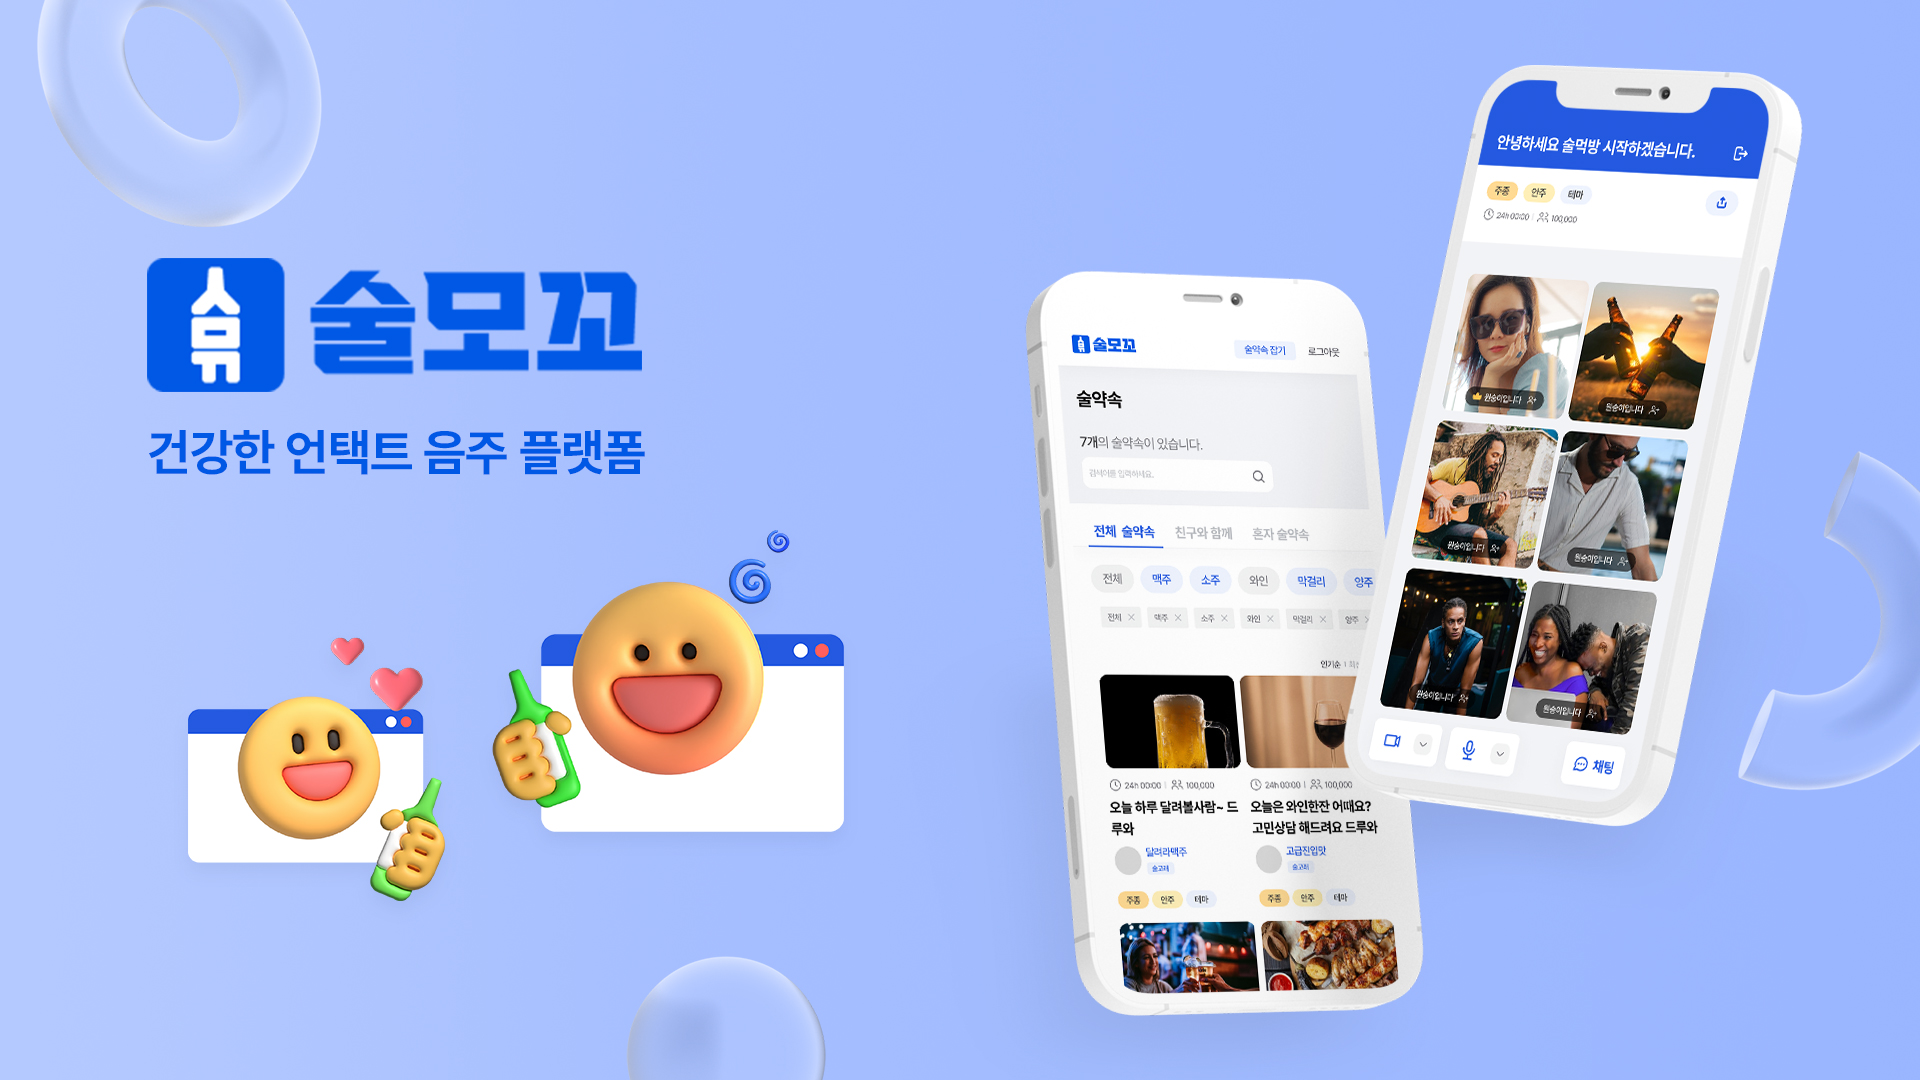 술모꼬
건강한 언택트 음주 플랫폼
술모꼬
술약속 잡기
로그아웃
술약속
7개의 술약속이 있습니다.
검색어를 입력하세요.
전체 술약속
친구와 함께
혼자 술약속
전체
맥주
소주
와인
막걸리
양주
전체
맥주
소주
와인
막걸리
양주
인기순
24h 00:00
100,000
오늘 하루 달려볼사람~ 드
루와
달려라맥주
술고래
주종
안주
테마
24h 00:00
100,000
오늘은 와인한잔 어때요?
고민상담 해드려요 드루와
고급진입맛
술고래
주종
안주
테마
안녕하세요 술먹방 시작하겠습니다.
주종
안주
테마
24h 00:00
100,000
원숭이입니다
원숭이입니다
원숭이입니다
원숭이입니다
원숭이입니다
원숭이입니다
채팅